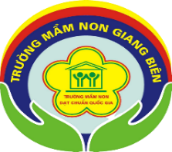 TRƯỜNG MẦM NON GIANG BIÊN
TRƯỜNG MẦM NON
ĐẠT CHUẨN QUỐC GIA